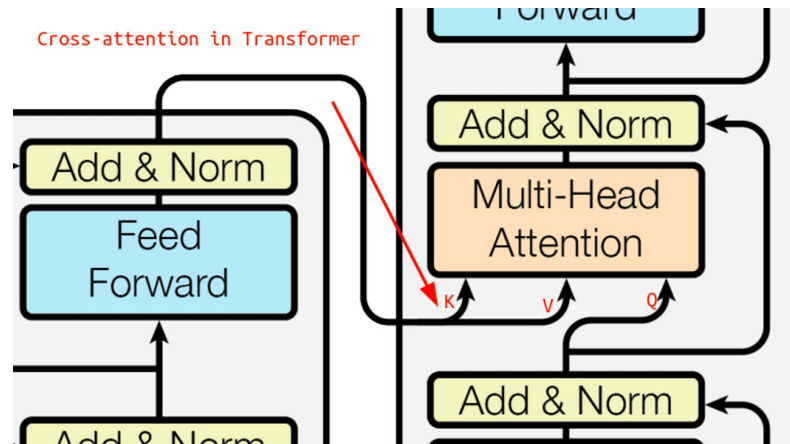 Cross-attention in Transformer
Add & Norm
Feed
Forward
Add & Norm
Forward
Add & Norm
Multi-Head
Attention
K
V
Q
Add & Norm